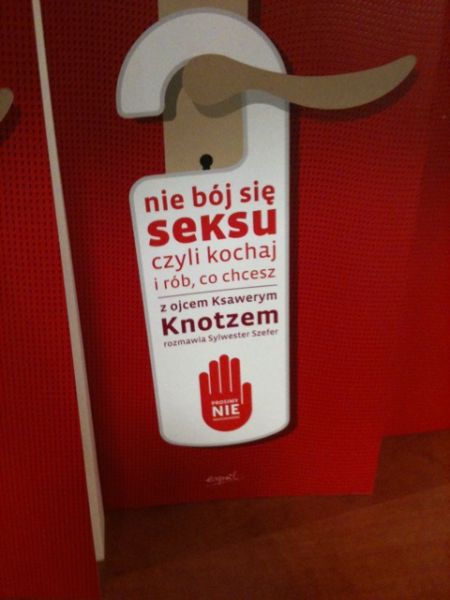 nie bój się
seksu
czyli kochaj
i rób, co chcesz
z ojcem Ksawerym
Knotzem
rozmawia Sylwester Szefer
PROSIMY
NIE